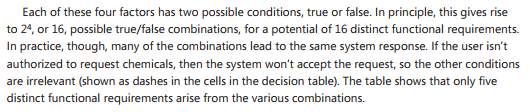 Each of these four factors has two possible conditions, true or false. In principle, this gives rise
to 2⁴, or 16, possible true/false combinations, for a potential of 16 distinct functional requirements.
In practice, though, many of the combinations lead to the same system response. If the user isn't
authorized to request chemicals, then the system won't accept the request, so the other conditions
are irrelevant (shown as dashes in the cells in the decision table). The table shows that only five
distinct functional requirements arise from the various combinations.